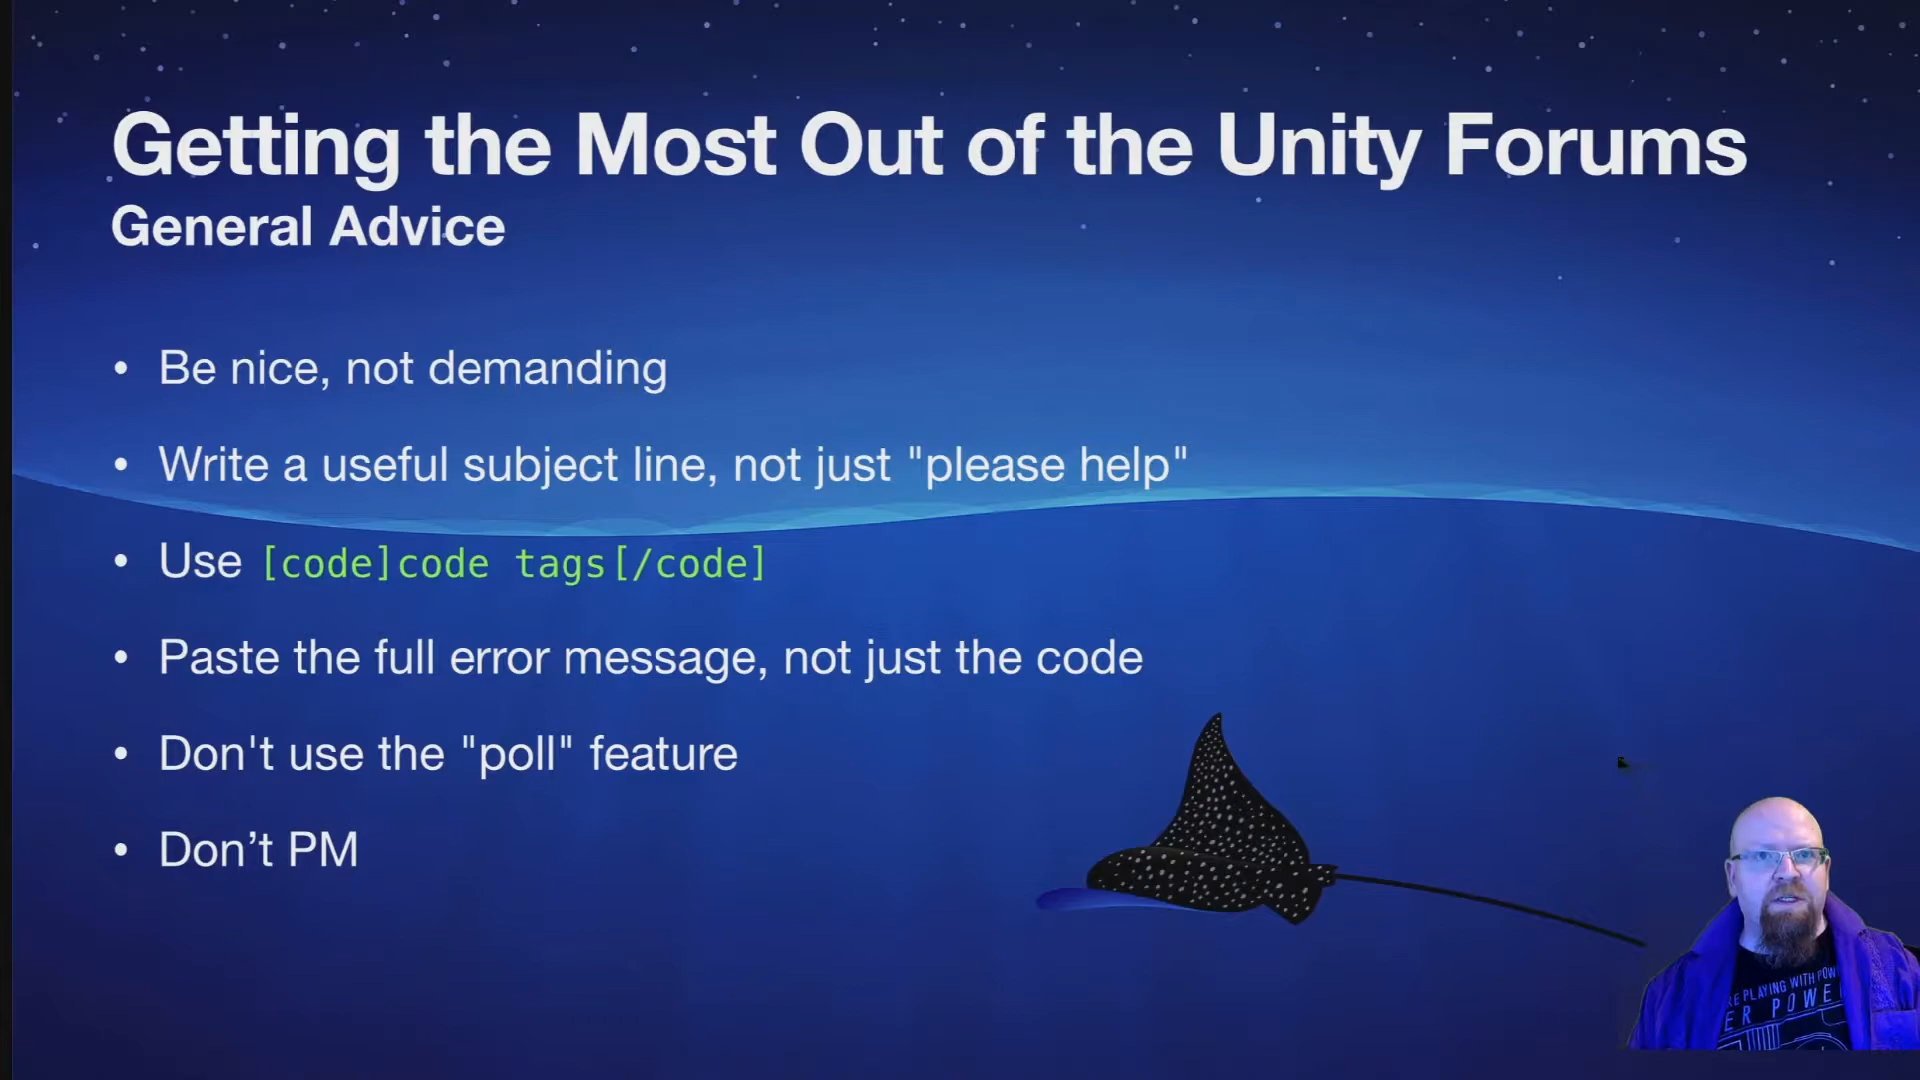 Getting the Most Out of the Unity Forums
General Advice
• Be nice, not demanding
• Write a useful subject line, not just "please help"
• Use [code]code tags[/code]
• Paste the full error message, not just the code
• Don't use the "poll" feature
• Don’t PM
PLAYING WITH